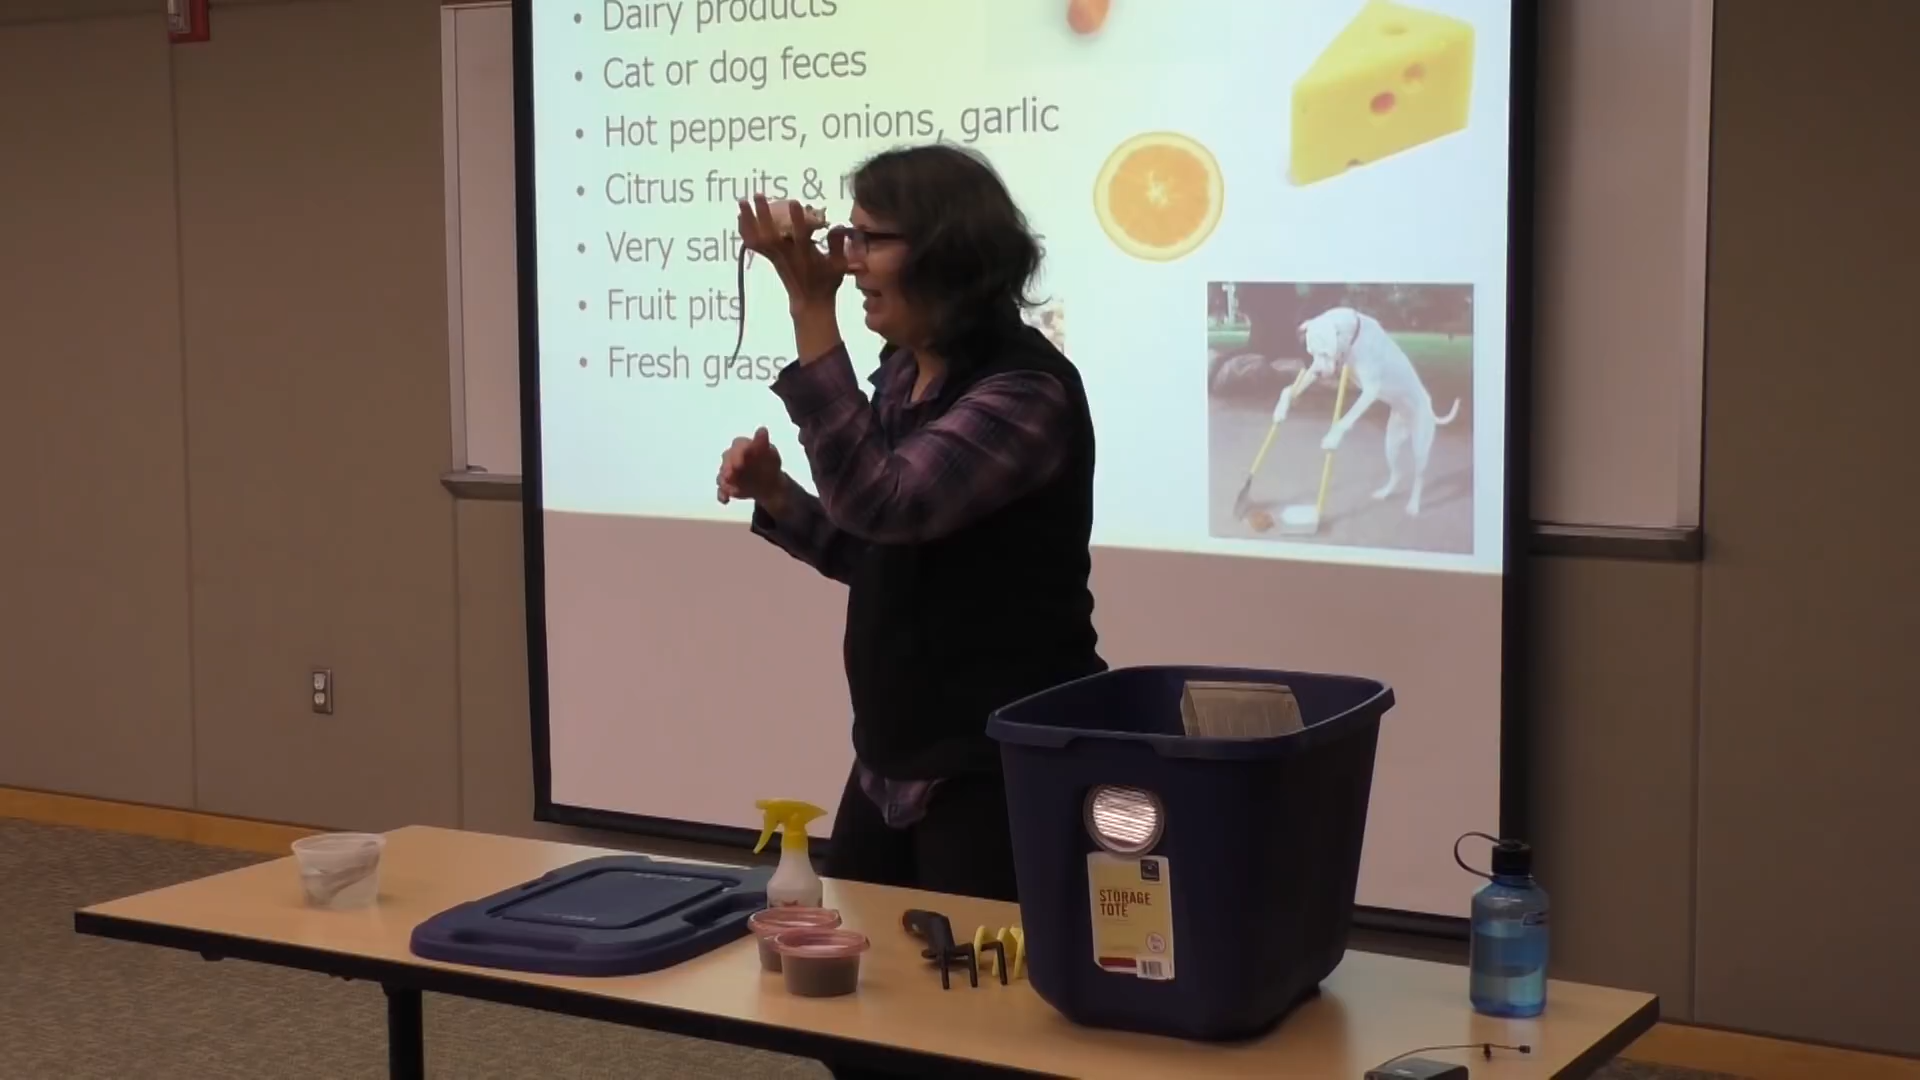 Dairy products
Cat or dog feces
Hot peppers, onions, garlic
Citrus fruits &
Very salty
Fruit pits
Fresh grass
STORAGE
TOTE